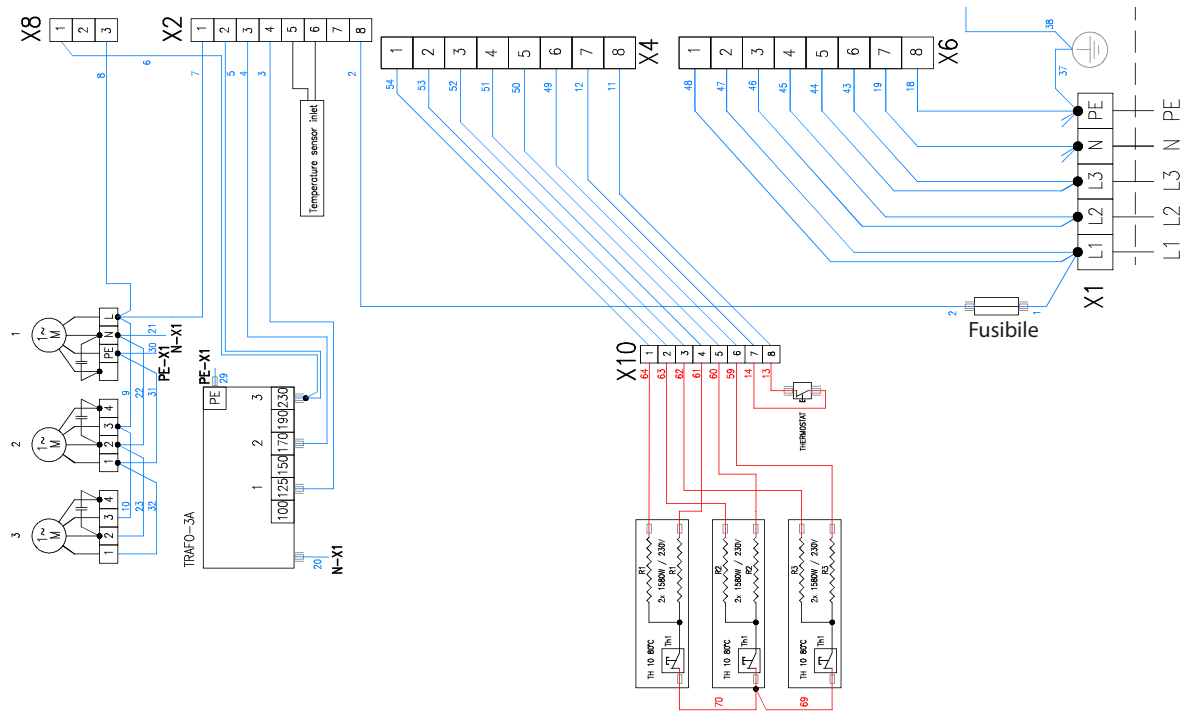 X8
1
2
3
X2
1
2
3
4
5
6
7
8
1
2
3
4
5
6
7
8
X4
1
2
3
4
5
6
7
8
X6
38
37
8
6
7
5
4
3
2
54
53
52
51
50
49
12
11
48
47
46
45
44
43
19
18
Temperature sensor inlet
PE
N
L3
L2
L1
X1
PE
N
L3
L2
L1
2
1
Fusibile
1
1~
M
L
N
PE
21
N-X1
30
PE-X1
9
22
31
2
1~
M
4
3
2
1
10
23
32
3
1~
M
4
3
2
1
PE-X1
29
PE
TRAFO-3A
3
2
1
230
190
170
150
125
100
20
N-X1
X10
1
2
3
4
5
6
7
8
64
63
62
61
60
59
14
13
THERMOSTAT
R1
R1
2x 1580W / 230V
TH 10 80°C
Th1
R2
R2
2x 1580W / 230V
TH 10 80°C
Th1
R3
R3
2x 1580W / 230V
TH 10 80°C
Th1
70
69